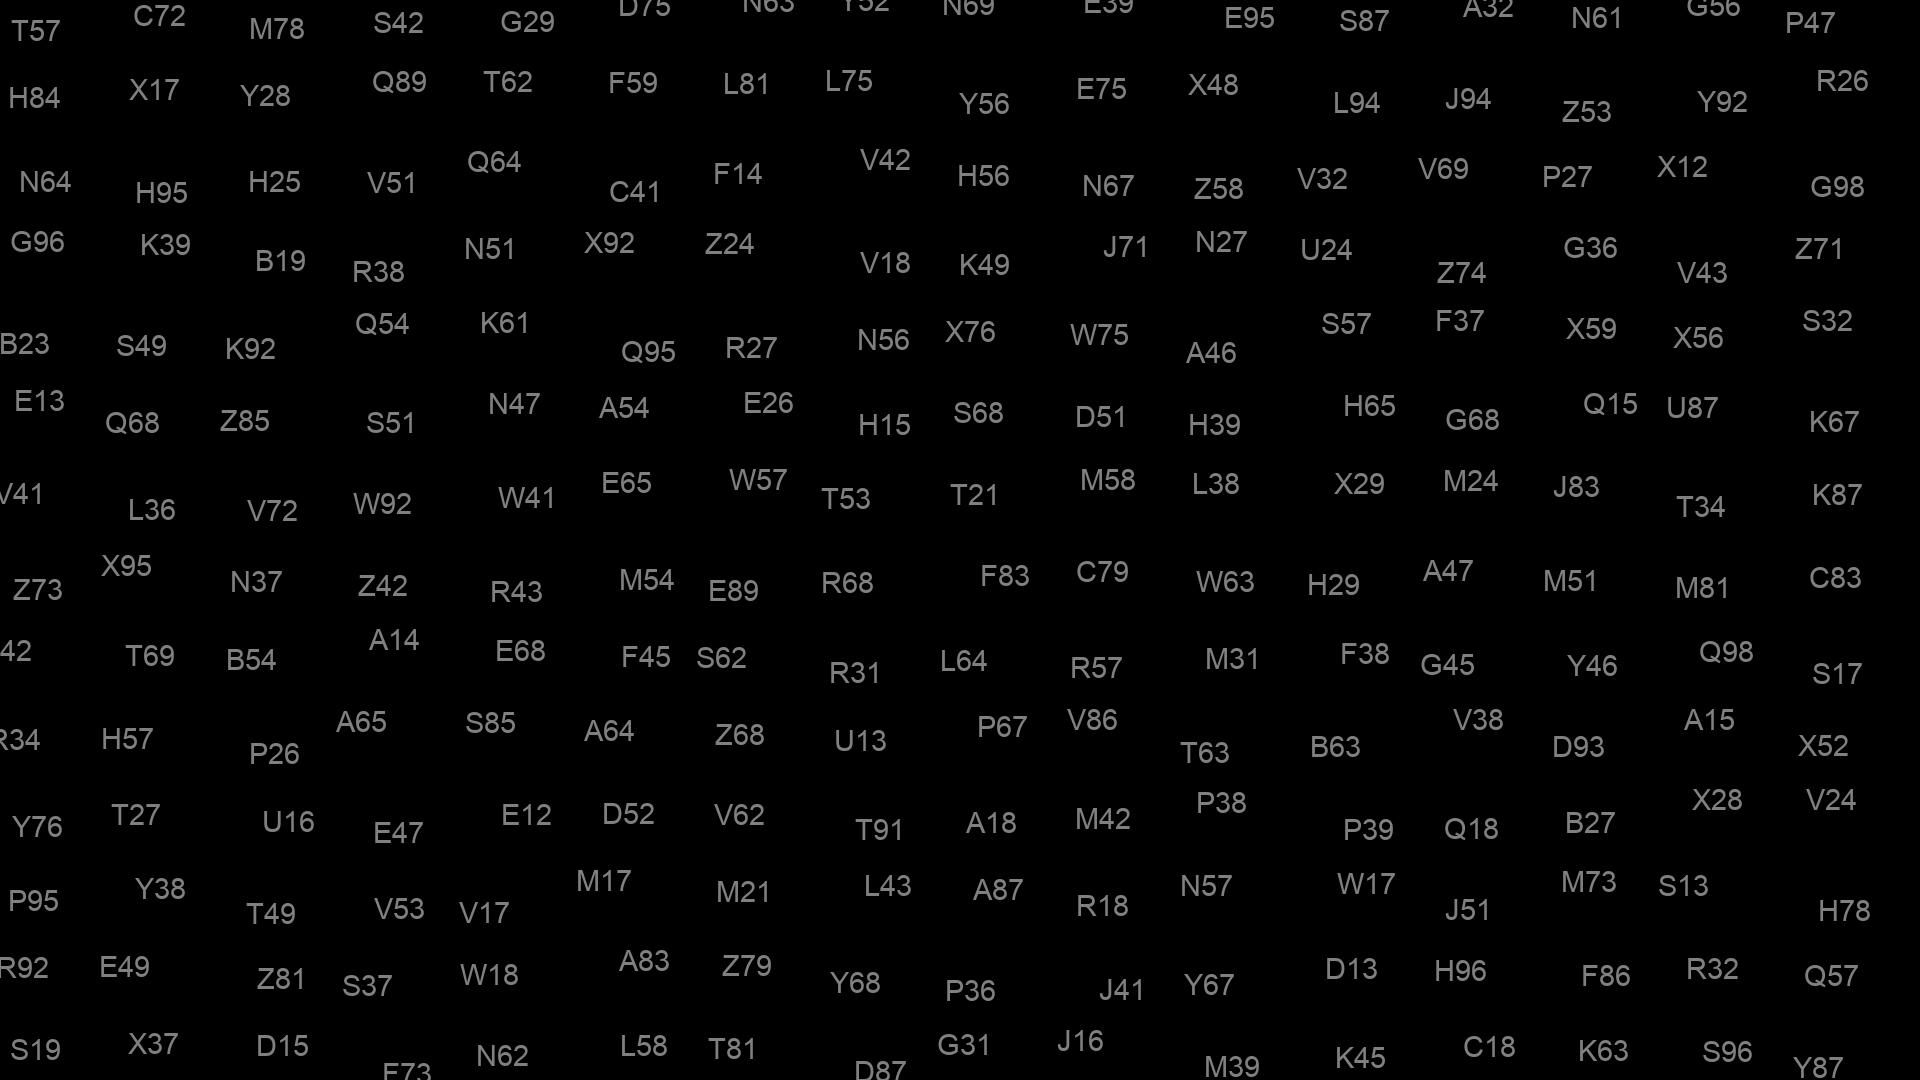 T57 C72 M78 S42 G29 D75 N63 Y52 N69 E39 E95 S87 A32 N61 G56 P47
H84 X17 Y28 Q89 T62 F59 L81 L75 Y56 E75 X48 L94 J94 Z53 Y92 R26
N64 H95 H25 V51 Q64 C41 F14 V42 H56 N67 Z58 V32 V69 P27 X12 G98
G96 K39 B19 R38 N51 X92 Z24 V18 K49 J71 N27 U24 Z74 G36 V43 Z71
B23 S49 K92 Q54 K61 Q95 R27 N56 X76 W75 A46 S57 F37 X59 X56 S32
E13 Q68 Z85 S51 N47 A54 E26 H15 S68 D51 H39 H65 G68 Q15 U87 K67
V41 L36 V72 W92 W41 E65 W57 T53 T21 M58 L38 X29 M24 J83 T34 K87
Z73 X95 N37 Z42 R43 M54 E89 R68 F83 C79 W63 H29 A47 M51 M81 C83
42 T69 B54 A14 E68 F45 S62 R31 L64 R57 M31 F38 G45 Y46 Q98 S17
R34 H57 P26 A65 S85 A64 Z68 U13 P67 V86 T63 B63 V38 D93 A15 X52
Y76 T27 U16 E47 E12 D52 V62 T91 A18 M42 P38 P39 Q18 B27 X28 V24
P95 Y38 T49 V53 V17 M17 M21 L43 A87 R18 N57 W17 J51 M73 S13 H78
R92 E49 Z81 S37 W18 A83 Z79 Y68 P36 J41 Y67 D13 H96 F86 R32 Q57
S19 X37 D15 F73 N62 L58 T81 D87 G31 J16 M39 K45 C18 K63 S96 Y87